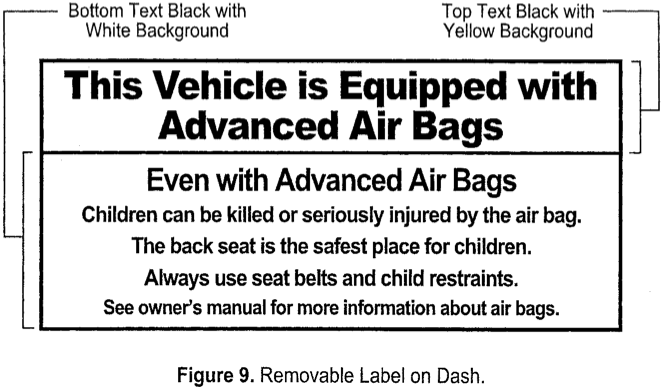 Bottom Text Black with
White Background
Top Text Black with
Yellow Background
This Vehicle is Equipped with
Advanced Air Bags
Even with Advanced Air Bags
Children can be killed or seriously injured by the air bag.
The back seat is the safest place for children.
Always use seat belts and child restraints.
See owner's manual for more information about air bags.
Figure 9. Removable Label on Dash.